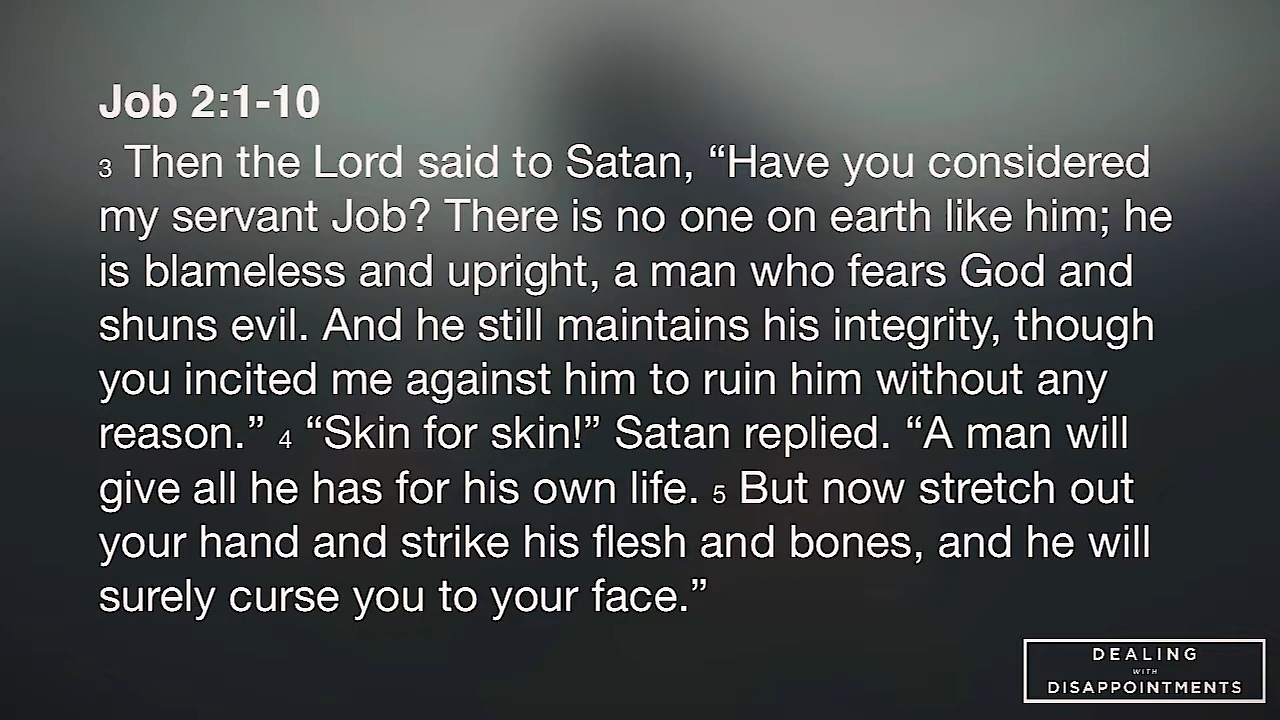 Job 2:1-10
3 Then the Lord said to Satan, “Have you considered
my servant Job? There is no one on earth like him; he
is blameless and upright, a man who fears God and
shuns evil. And he still maintains his integrity, though
you incited me against him to ruin him without any
reason.” 4 “Skin for skin!” Satan replied. “A man will
give all he has for his own life. 5 But now stretch out
your hand and strike his flesh and bones, and he will
surely curse you to your face.”
DEALING
WITH
DISAPPOINTMENTS